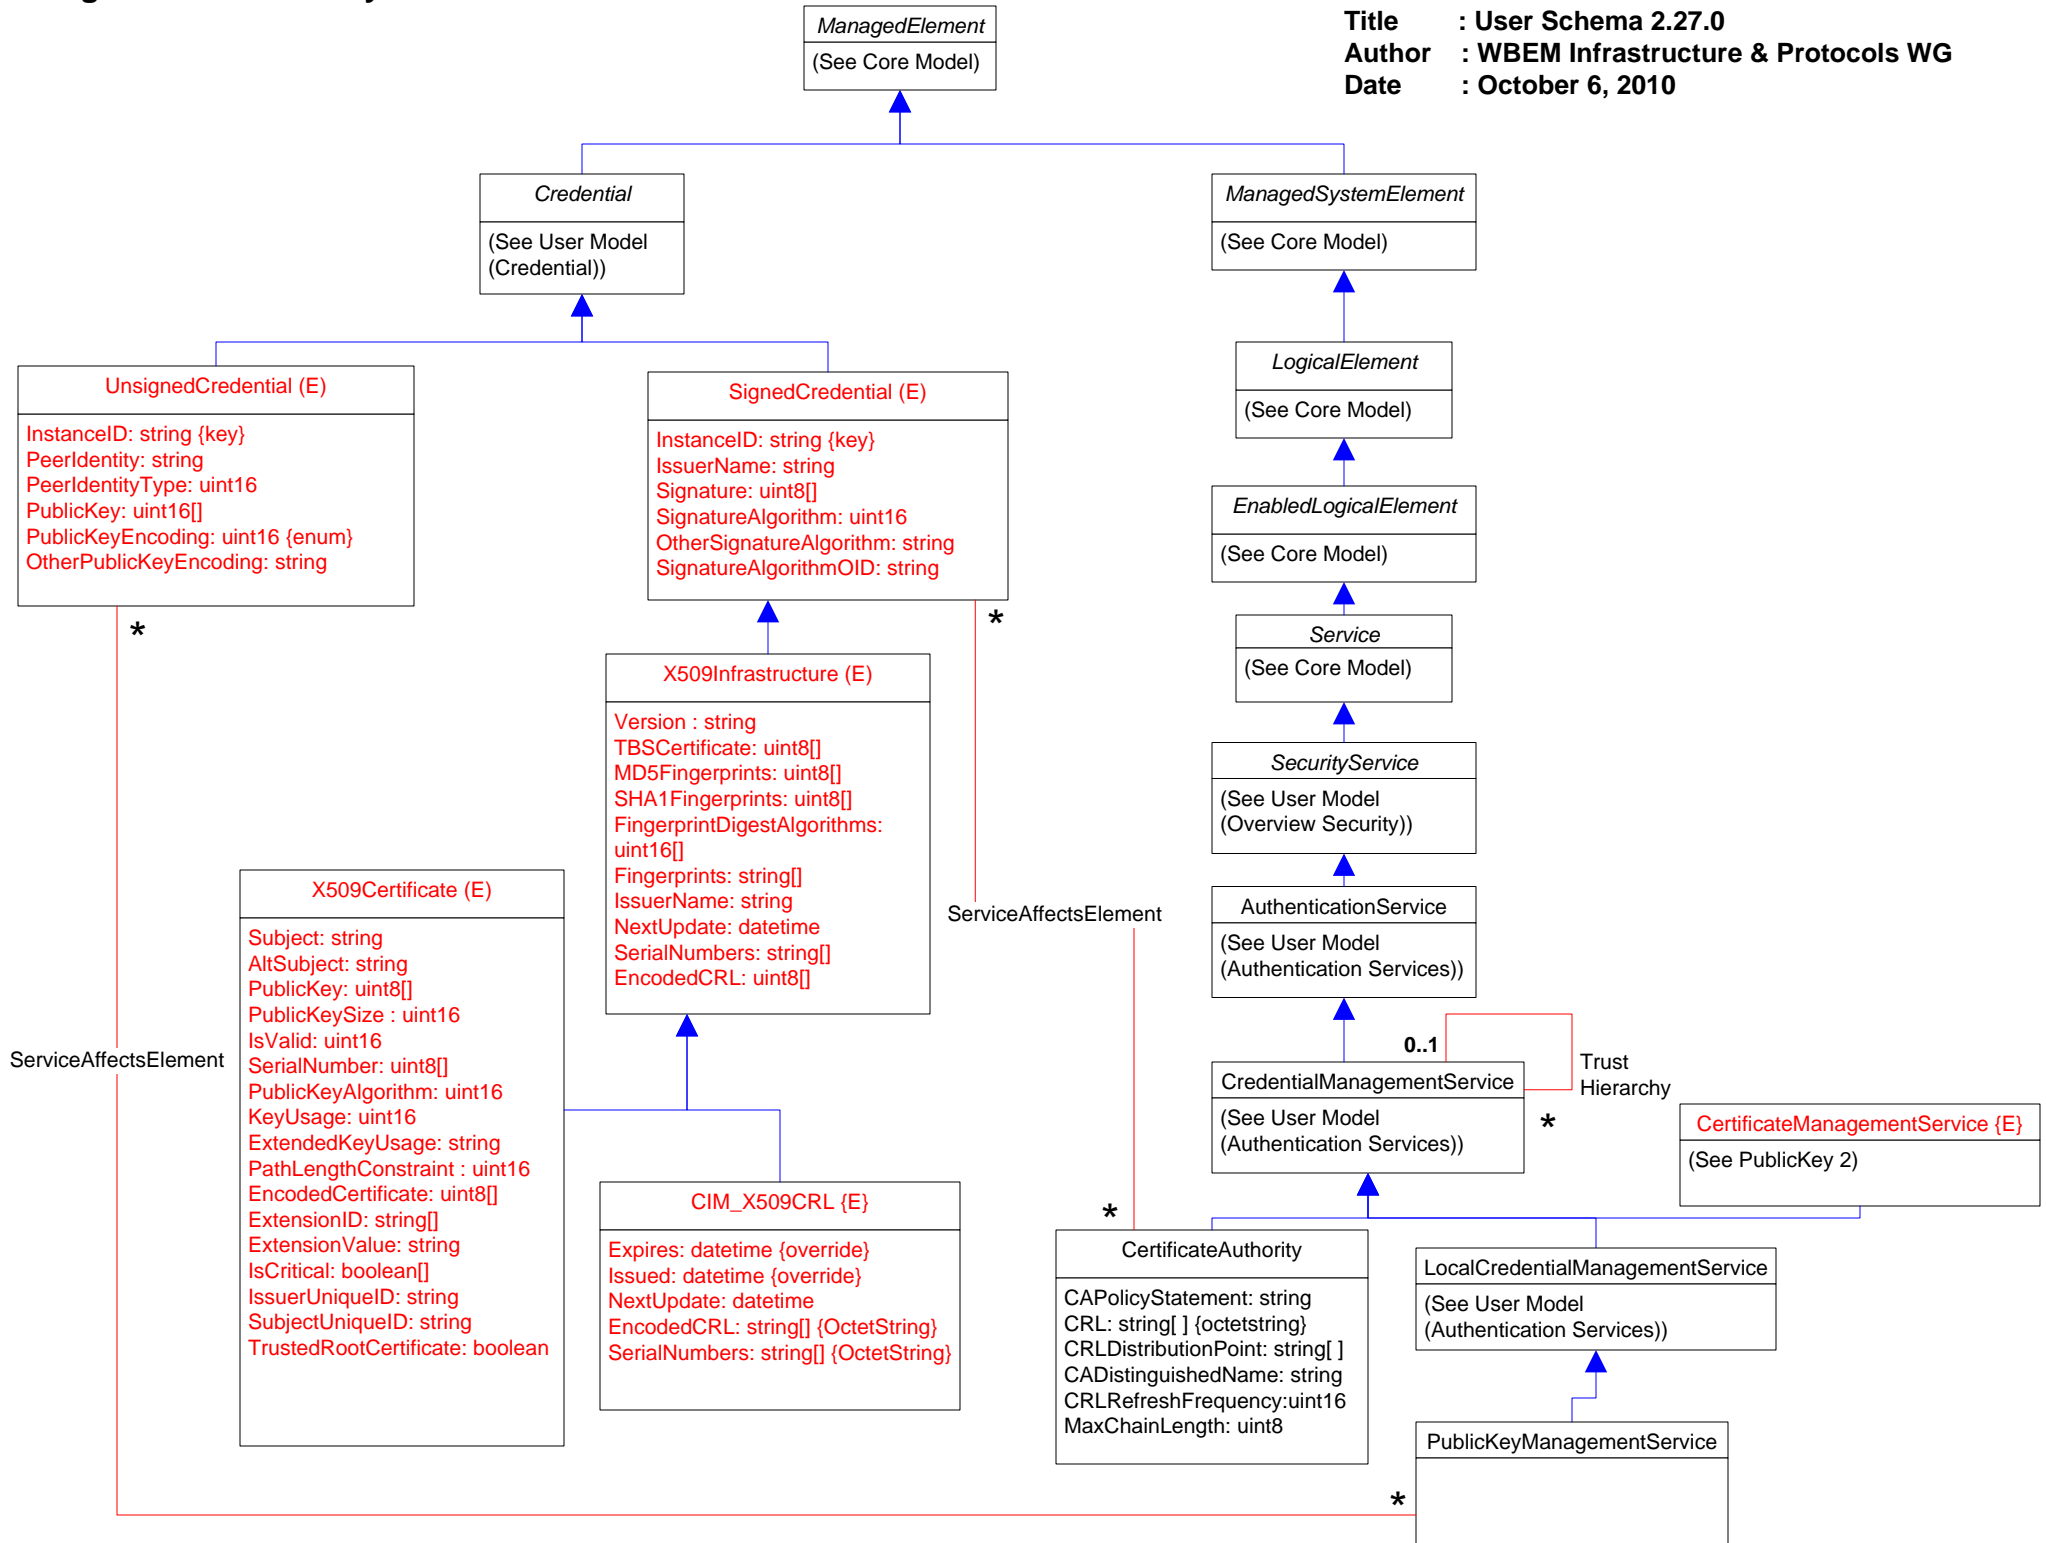 Title : User Schema 2.27.0
Author : WBEM Infrastructure & Protocols WG
Date : October 6, 2010
ManagedElement
(See Core Model)
Credential
(See User Model
(Credential))
ManagedSystemElement
(See Core Model)
LogicalElement
(See Core Model)
UnsignedCredential (E)
InstanceID: string {key}
PeerIdentity: string
PeerIdentityType: uint16
PublicKey: uint16[]
PublicKeyEncoding: uint16 {enum}
OtherPublicKeyEncoding: string
*
SignedCredential (E)
InstanceID: string {key}
IssuerName: string
Signature: uint8[]
SignatureAlgorithm: uint16
OtherSignatureAlgorithm: string
SignatureAlgorithmOID: string
*
EnabledLogicalElement
(See Core Model)
Service
(See Core Model)
X509Infrastructure (E)
Version : string
TBSCertificate: uint8[]
MD5Fingerprints: uint8[]
SHA1Fingerprints: uint8[]
FingerprintDigestAlgorithms:
uint16[]
Fingerprints: string[]
IssuerName: string
NextUpdate: datetime
SerialNumbers: string[]
EncodedCRL: uint8[]
ServiceAffectsElement
SecurityService
(See User Model
(Overview Security))
AuthenticationService
(See User Model
(Authentication Services))
X509Certificate (E)
Subject: string
AltSubject: string
PublicKey: uint8[]
PublicKeySize : uint16
IsValid: uint16
SerialNumber: uint8[]
PublicKeyAlgorithm: uint16
KeyUsage: uint16
ExtendedKeyUsage: string
PathLengthConstraint : uint16
EncodedCertificate: uint8[]
ExtensionID: string[]
ExtensionValue: string
IsCritical: boolean[]
IssuerUniqueID: string
SubjectUniqueID: string
TrustedRootCertificate: boolean
ServiceAffectsElement
0..1
Trust
Hierarchy
CredentialManagementService
(See User Model
(Authentication Services))
*
CertificateManagementService {E}
(See PublicKey 2)
CIM_X509CRL {E}
Expires: datetime {override}
Issued: datetime {override}
NextUpdate: datetime
EncodedCRL: string[] {OctetString}
SerialNumbers: string[] {OctetString}
*
CertificateAuthority
CAPolicyStatement: string
CRL: string[ ] {octetstring}
CRLDistributionPoint: string[ ]
CADistinguishedName: string
CRLRefreshFrequency:uint16
MaxChainLength: uint8
LocalCredentialManagementService
(See User Model
(Authentication Services))
PublicKeyManagementService
*